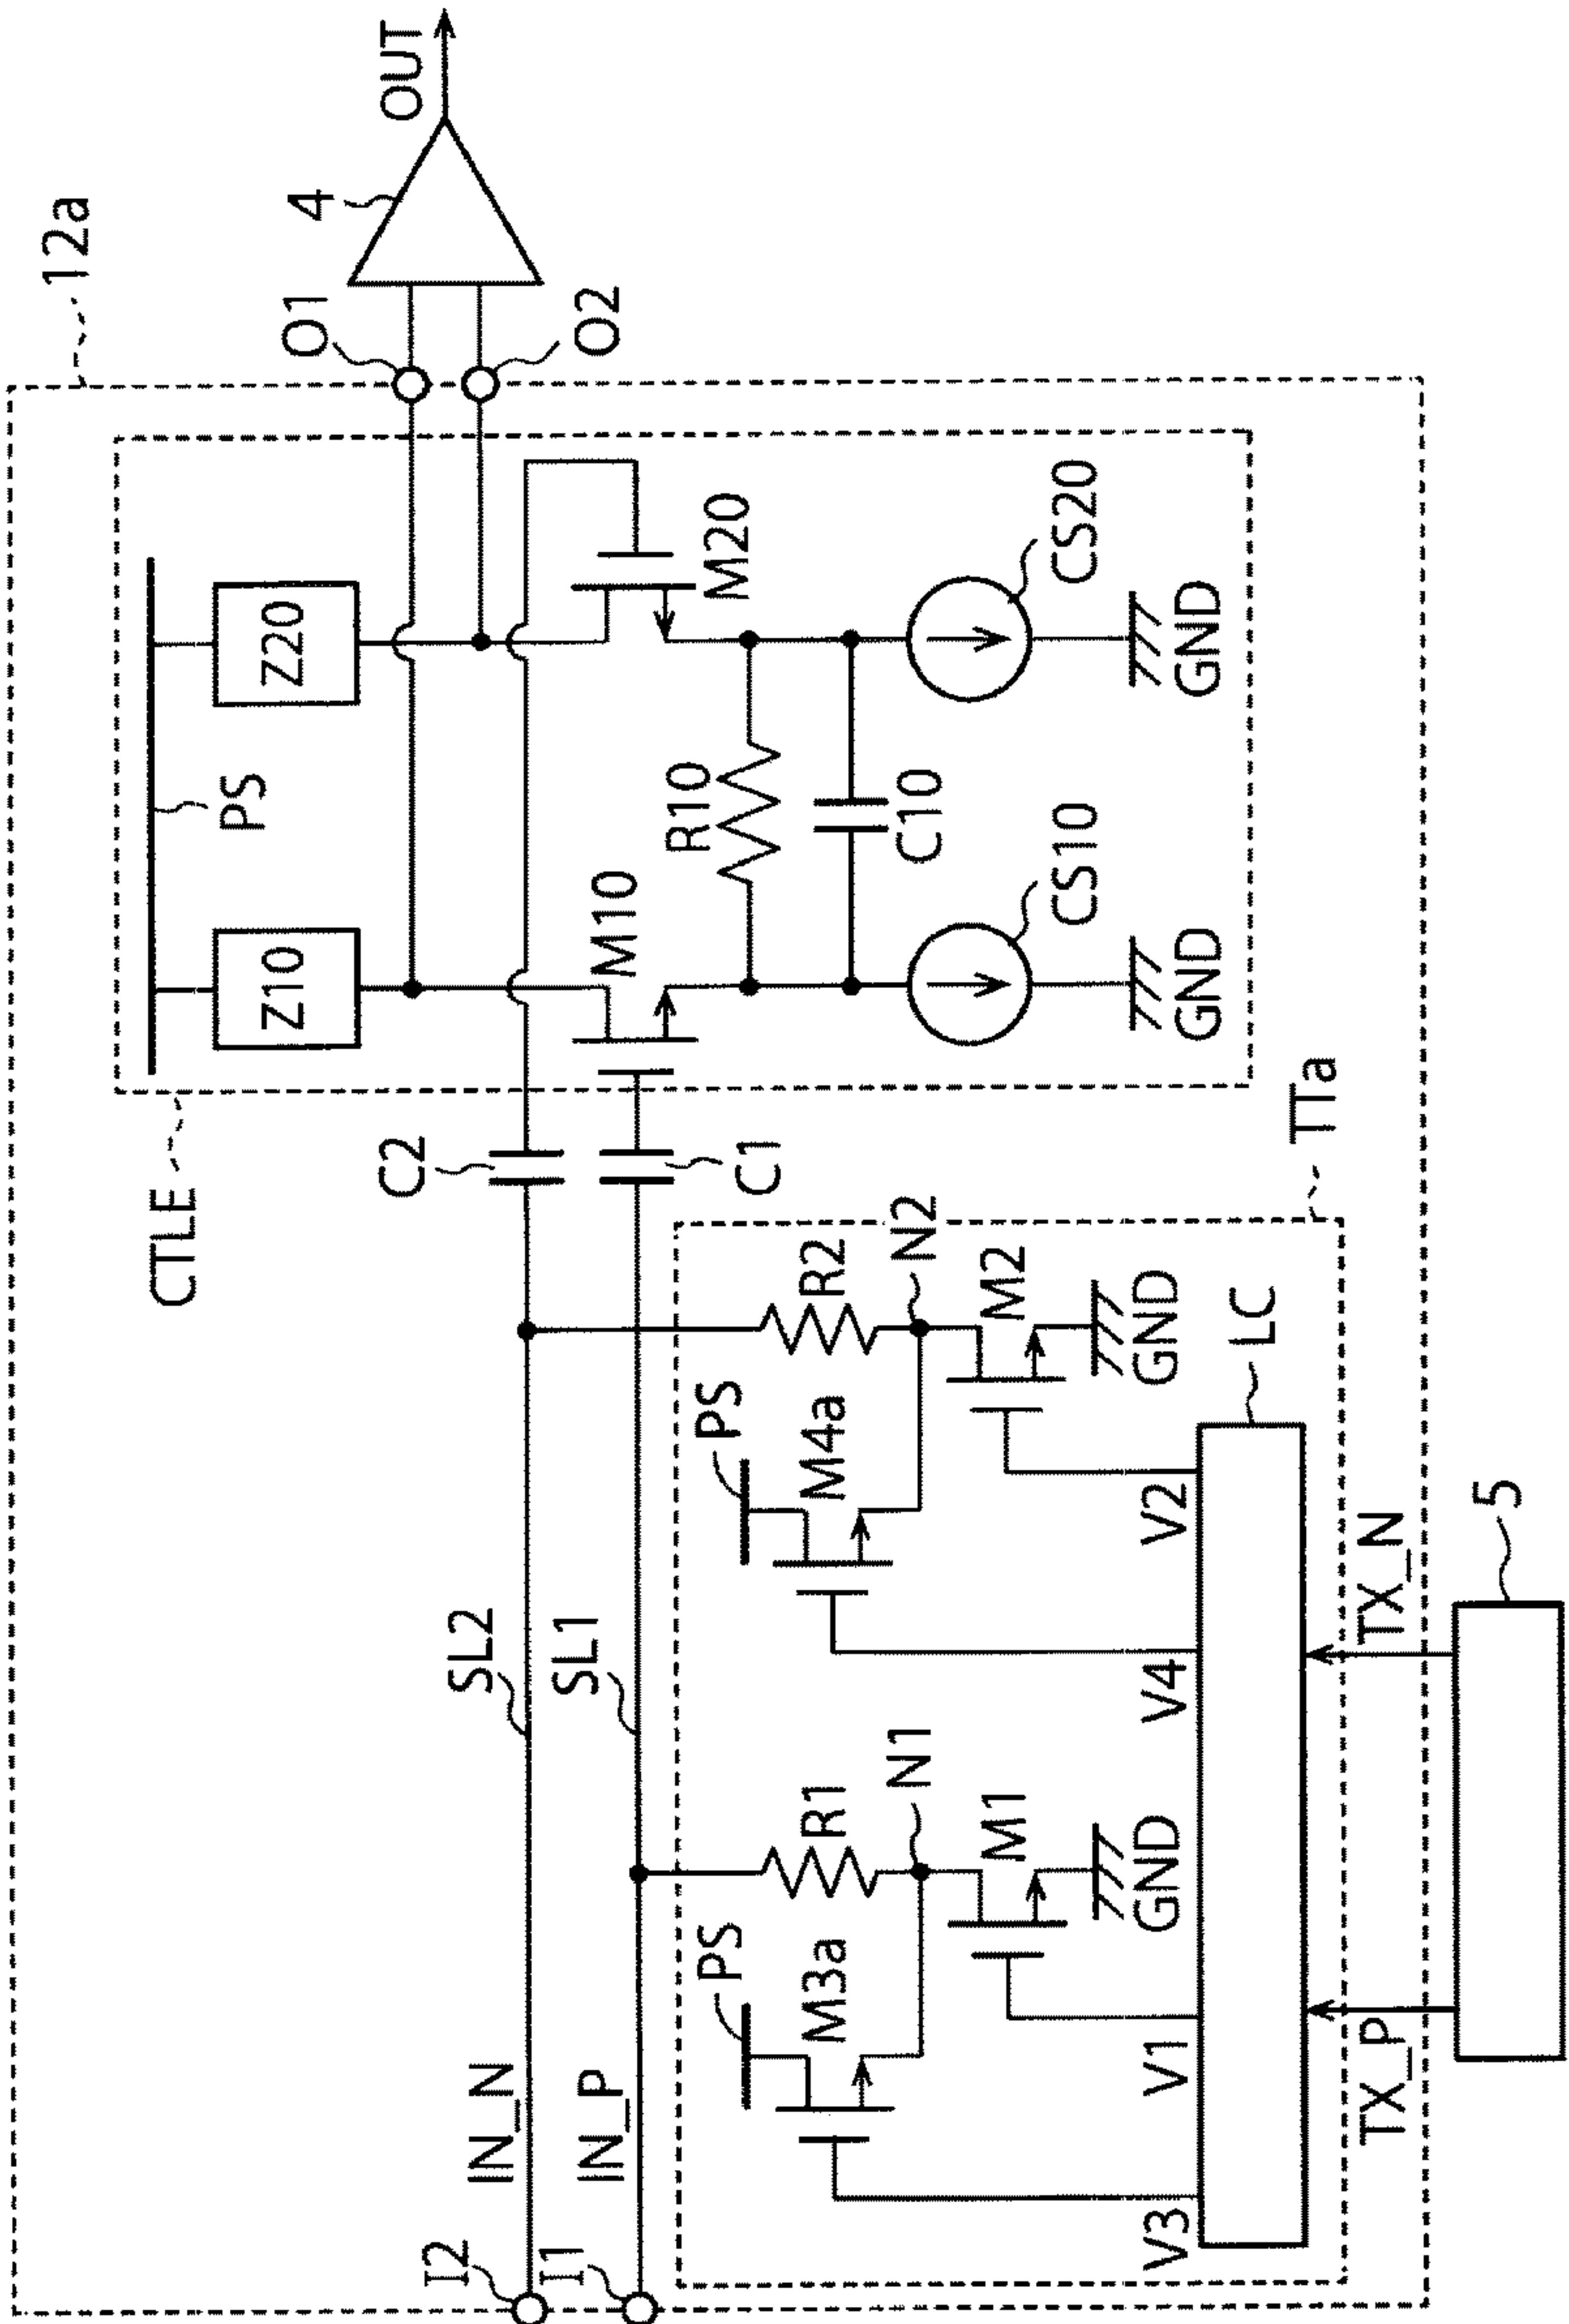 12a
CTLE
PS
Z10
Z20
O1
O2
4
OUT
I2
IN_N
SL2
C2
I1
IN_P
SL1
C1
M10
M20
R10
C10
CS10
CS20
GND
GND
TTa
PS
M3a
R1
N1
M1
GND
PS
M4a
R2
N2
M2
GND
V3
V1
V4
V2
LC
TX_P
TX_N
5